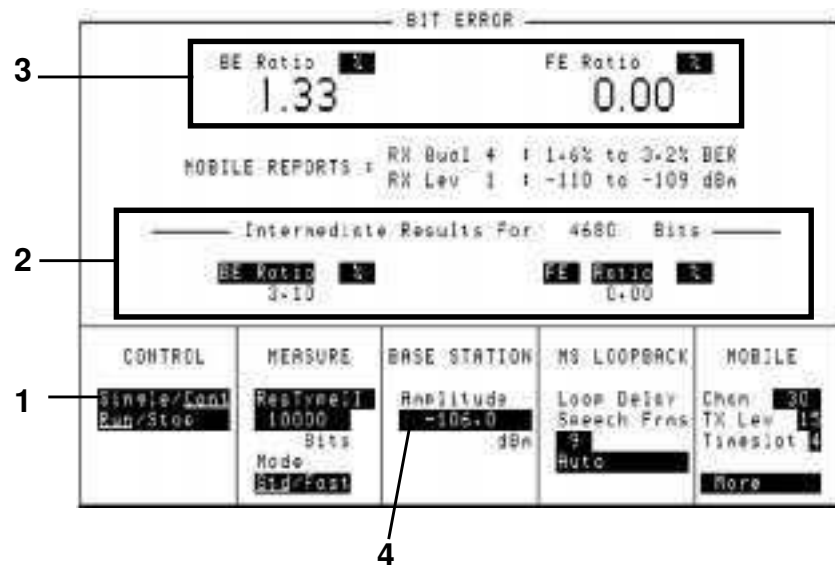 BIT ERROR
3
BE Ratio %
FE Ratio %
1.33
0.00
MOBILE REPORTS :
RX Qual 4 : 1.6% to 3.2% BER
RX Lev 1 : -110 to -109 dBm
2
Intermediate Results For 4680 Bits
BE Ratio %
FE Ratio %
3.10
0.00
CONTROL
MEASURE
BASE STATION
MS LOOPBACK
MOBILE
1
Single/Cont
Run/Stop
ResTypeII
10000
Bits
Mode
Std/Fast
Amplitude
-106.0
dBm
Loop Delay
Speech Frms
9
Auto
Chan 30
TX Lev 15
Timeslot 4
More
4